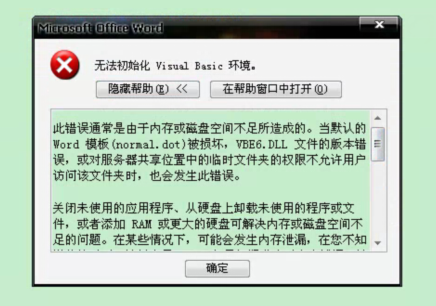 Microsoft Office Word
无法初始化 Visual Basic 环境。
隐藏帮助(E) <<
在帮助窗口中打开(O)
此错误通常是由于内存或磁盘空间不足所造成的。当默认的
Word 模板(normal.dot)被损坏，VBE6.DLL 文件的版本错
误，或对服务器共享位置中的临时文件夹的权限不允许用户
访问该文件夹时，也会发生此错误。
关闭未使用的应用程序、从硬盘上卸载未使用的程序或文
件，或者添加 RAM 或更大的硬盘可解决内存或磁盘空间不
足的问题。在某些情况下，可能会发生内存泄漏，在您不知
确定